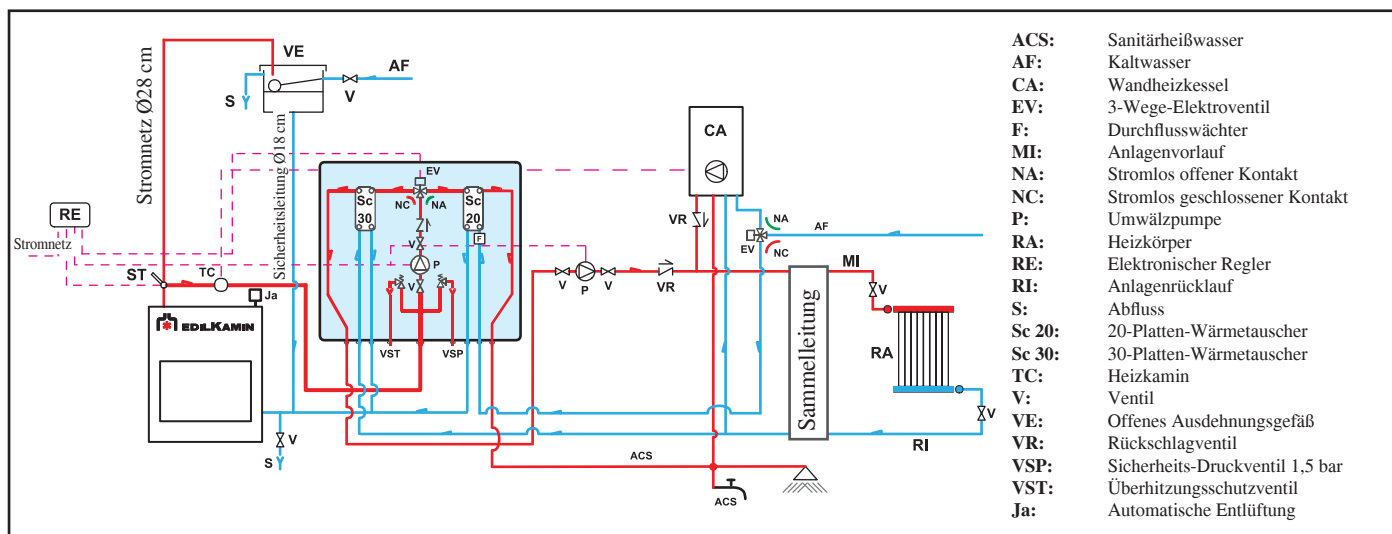 VE
AF
S
V
Stromnetz Ø28 cm
Sicherheitsleitung Ø18 cm
RE
Stromnetz
ST
TC
Ja
EDILKAMIN
V
S
EV
Sc
30
NC
NA
Sc
20
F
V
P
V
VST
VSP
CA
VR
NA
EV
NC
AF
V
P
V
VR
MI
V
Sammelleitung
RA
V
RI
ACS
ACS
ACS: Sanitärheißwasser
AF: Kaltwasser
CA: Wandheizkessel
EV: 3-Wege-Elektroventil
F: Durchflusswächter
MI: Anlagenvorlauf
NA: Stromlos offener Kontakt
NC: Stromlos geschlossener Kontakt
P: Umwälzpumpe
RA: Heizkörper
RE: Elektronischer Regler
RI: Anlagenrücklauf
S: Abfluss
Sc 20: 20-Platten-Wärmetauscher
Sc 30: 30-Platten-Wärmetauscher
TC: Heizkamin
V: Ventil
VE: Offenes Ausdehnungsgefäß
VR: Rückschlagventil
VSP: Sicherheits-Druckventil 1,5 bar
VST: Überhitzungsschutzventil
Ja: Automatische Entlüftung